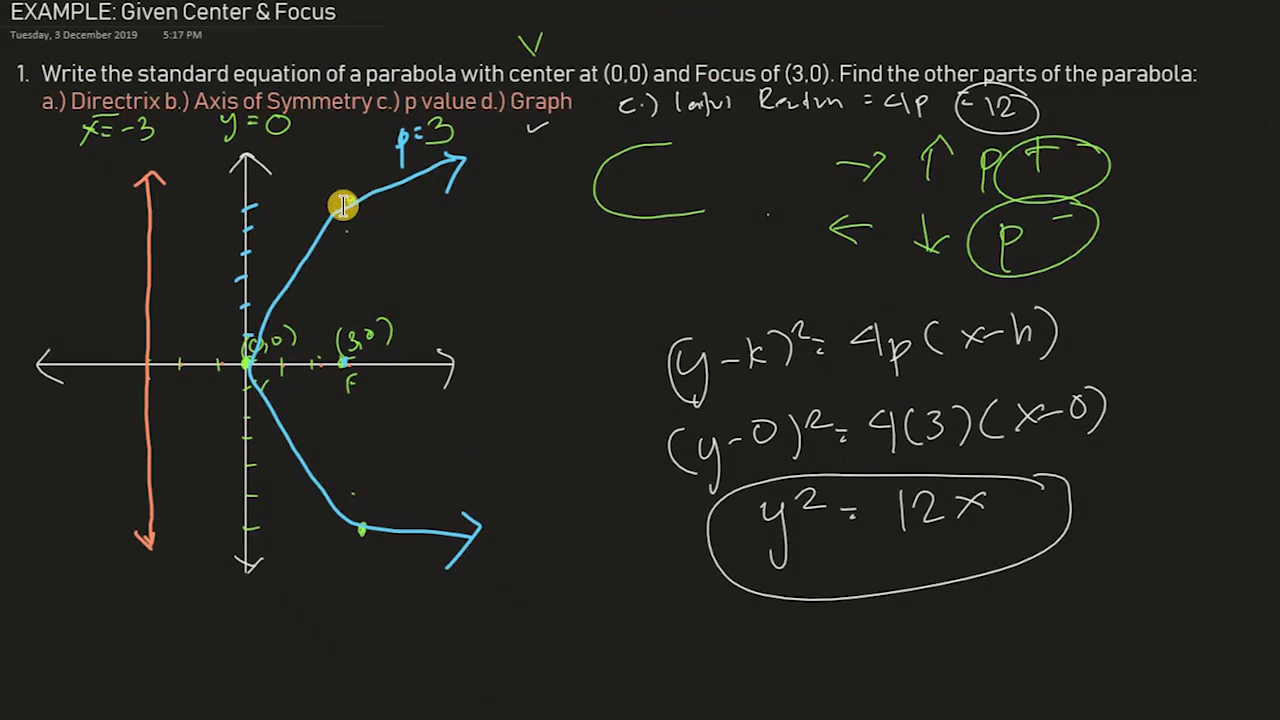 EXAMPLE: Given Center & Focus
Tuesday, 3 December 2019 5:17 PM
V
1. Write the standard equation of a parabola with center at (0,0) and Focus of (3,0). Find the other parts of the parabola:
a.) Directrix b.) Axis of Symmetry c.) p value d.) Graph
= 4p = 12
x = -3
y = 0
p = 3
→ ↑ p +
← ↓ p -
(0,0)
(3,0)
V
F
(y-k)² = 4p(x-h)
(y-0)² = 4(3)(x-0)
y² = 12x